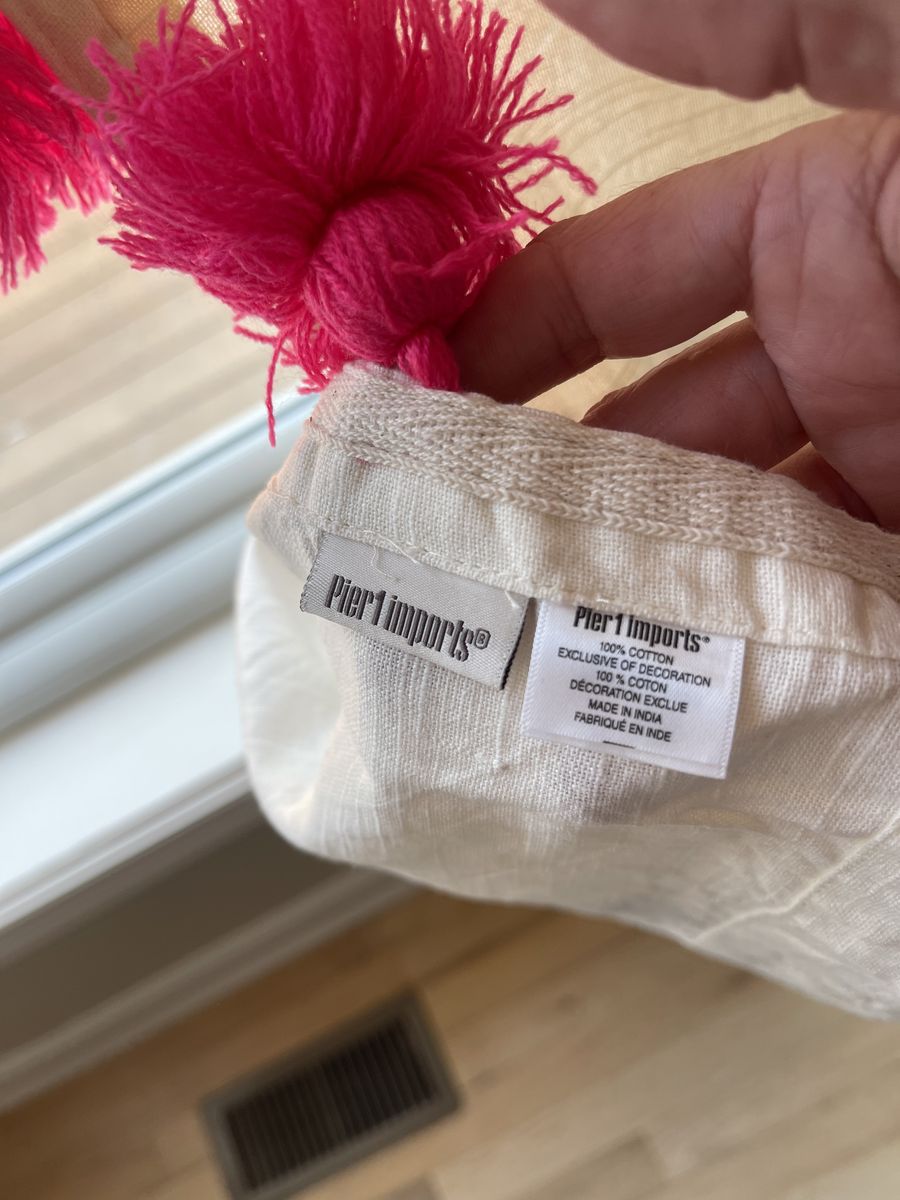 Pier1 imports®
Pier1 imports®
100% COTTON
EXCLUSIVE OF DECORATION
100 % COTON
DÉCORATION EXCLUE
MADE IN INDIA
FABRIQUÉ EN INDE